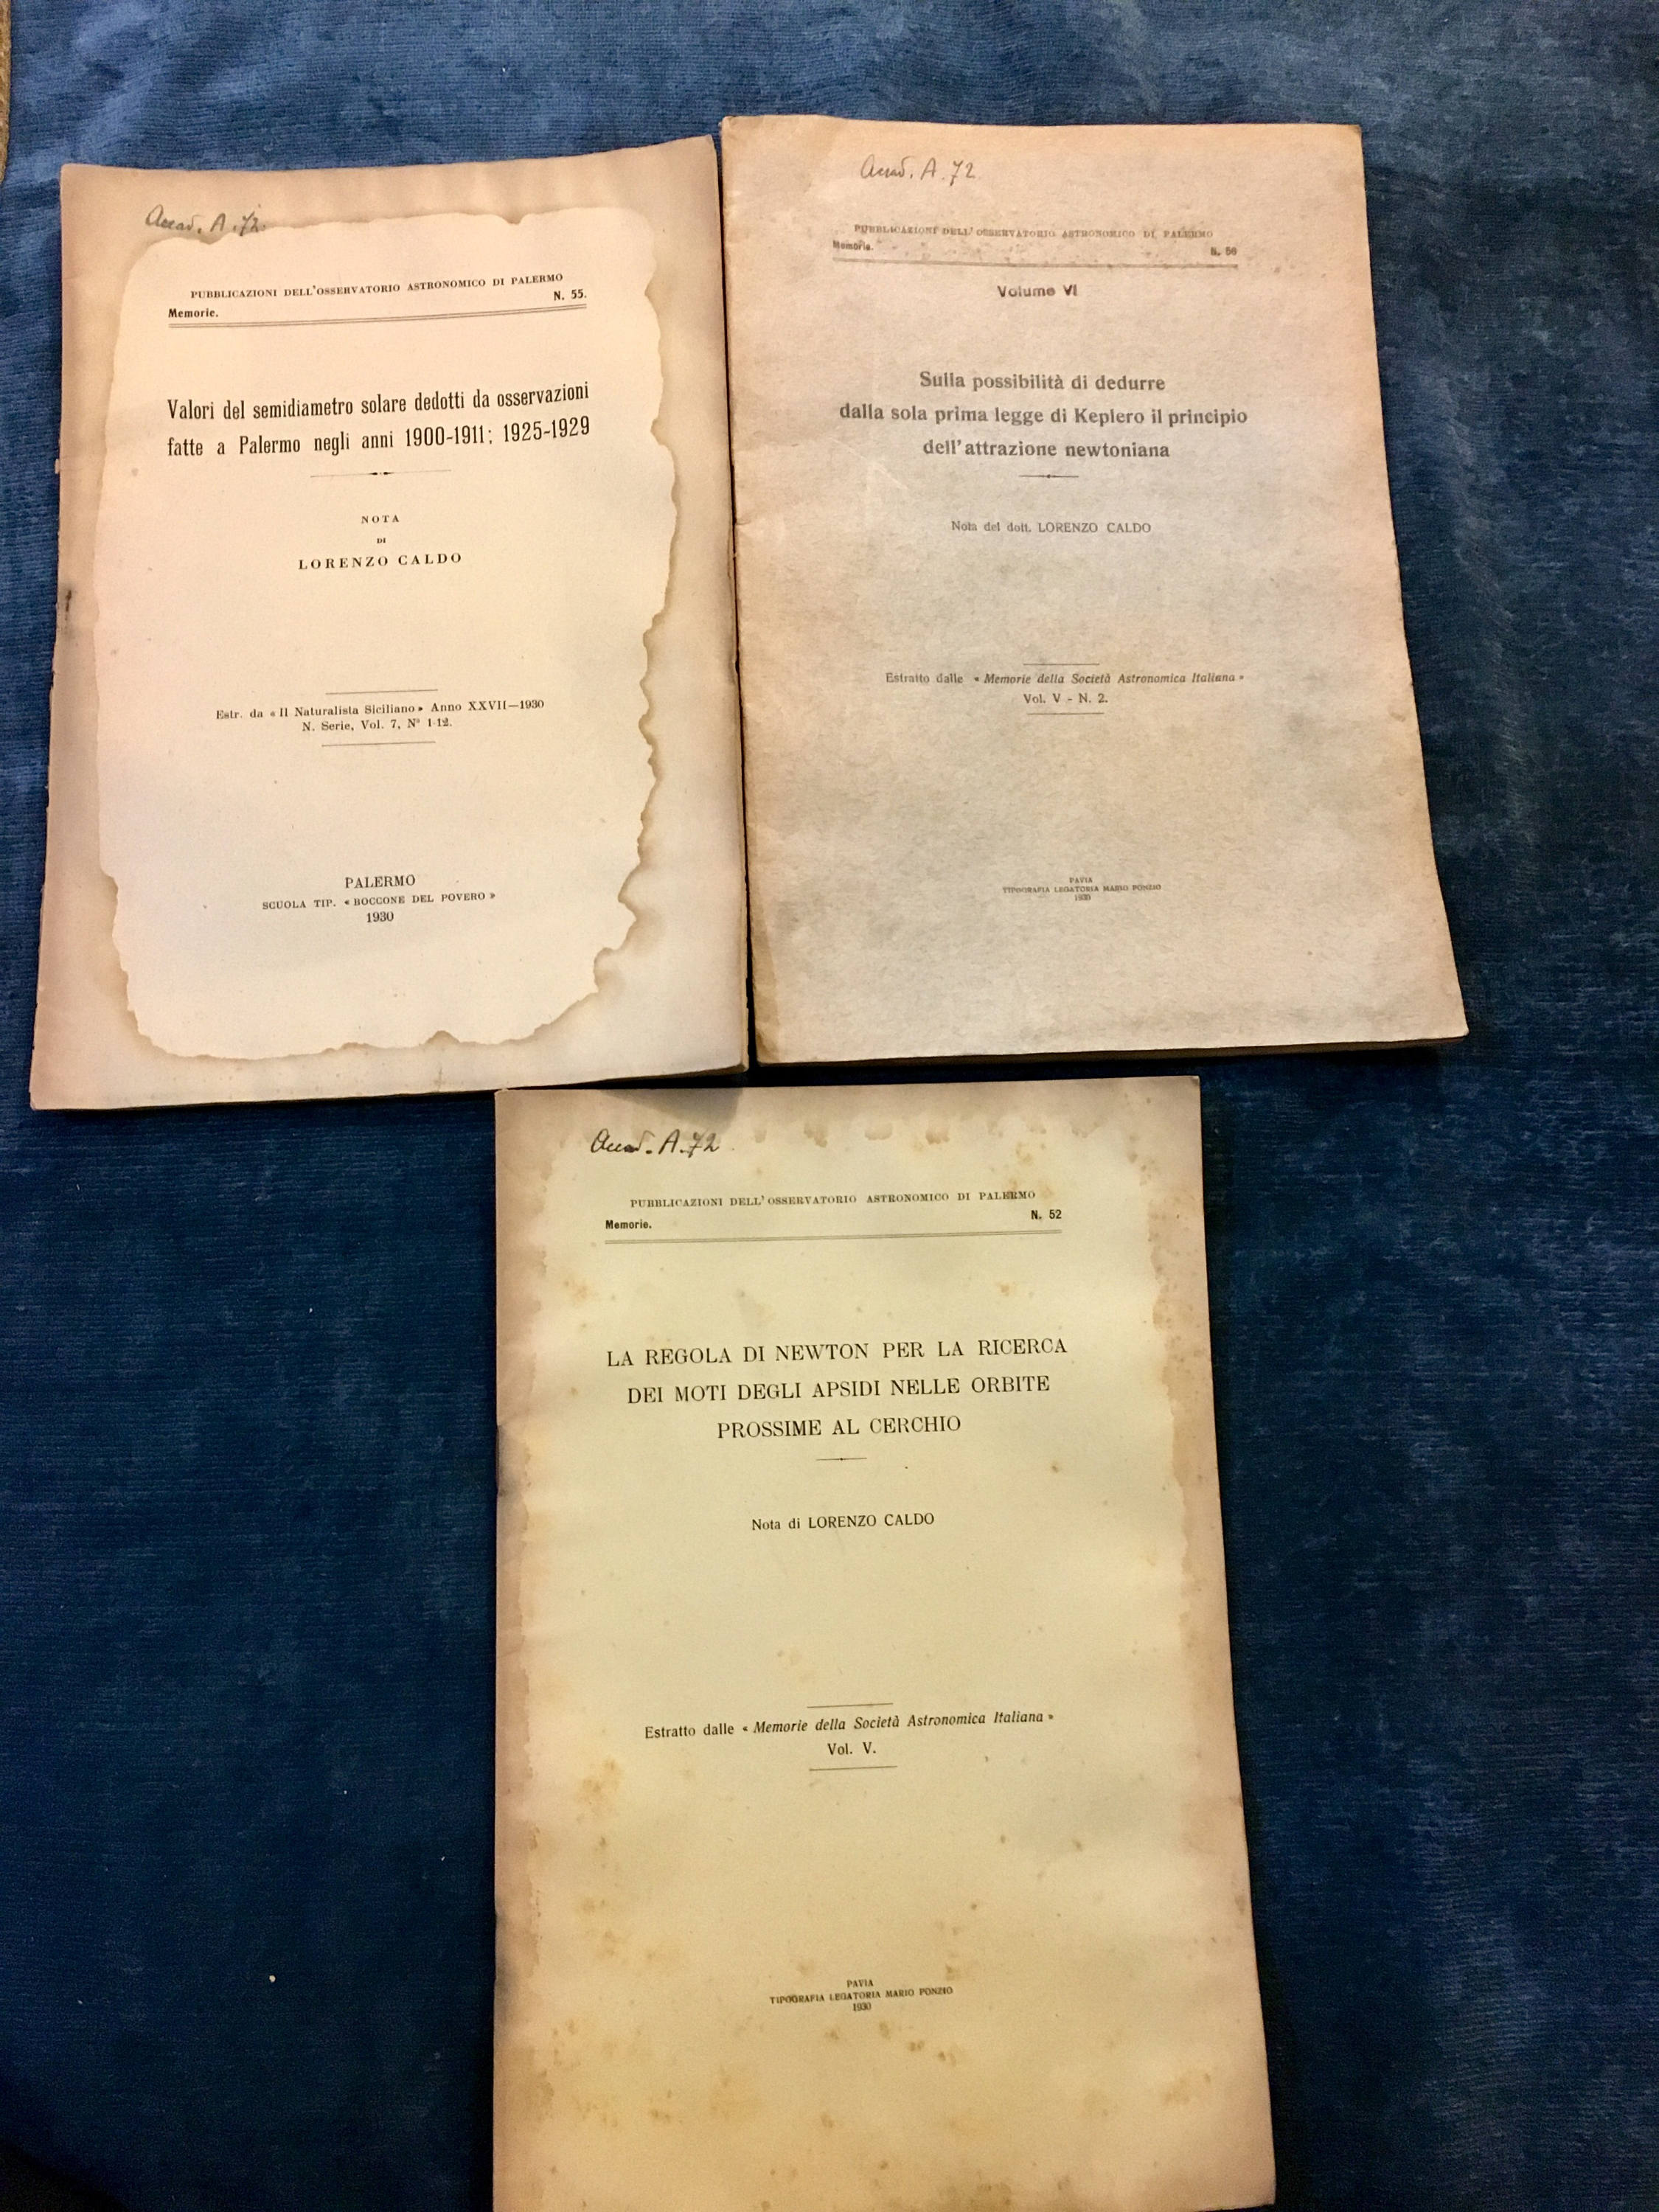 Accad. A. 72.
PUBBLICAZIONI DELL'OSSERVATORIO ASTRONOMICO DI PALERMO
Memorie. N. 55.
Valori del semidiametro solare dedotti da osservazioni
fatte a Palermo negli anni 1900-1911; 1925-1929
NOTA
DI
LORENZO CALDO
Estr. da « Il Naturalista Siciliano » Anno XXVII—1930
N. Serie, Vol. 7, N° 1-12.
PALERMO
SCUOLA TIP. « BOCCONE DEL POVERO »
1930
Accad. A. 72
PUBBLICAZIONI DELL'OSSERVATORIO ASTRONOMICO DI PALERMO
Memorie. N.
Volume VI
Sulla possibilità di dedurre
dalla sola prima legge di Keplero il principio
dell'attrazione newtoniana
Nota del dott. LORENZO CALDO
Estratto dalle « Memorie della Società Astronomica Italiana »
Vol. V - N. 2.
PAVIA
TIPOGRAFIA LEGATORIA MARIO PONZIO
1930
Accad. A. 72
PUBBLICAZIONI DELL'OSSERVATORIO ASTRONOMICO DI PALERMO
Memorie. N. 52
LA REGOLA DI NEWTON PER LA RICERCA
DEI MOTI DEGLI APSIDI NELLE ORBITE
PROSSIME AL CERCHIO
Nota di LORENZO CALDO
Estratto dalle « Memorie della Società Astronomica Italiana »
Vol. V.
PAVIA
TIPOGRAFIA LEGATORIA MARIO PONZIO
1930